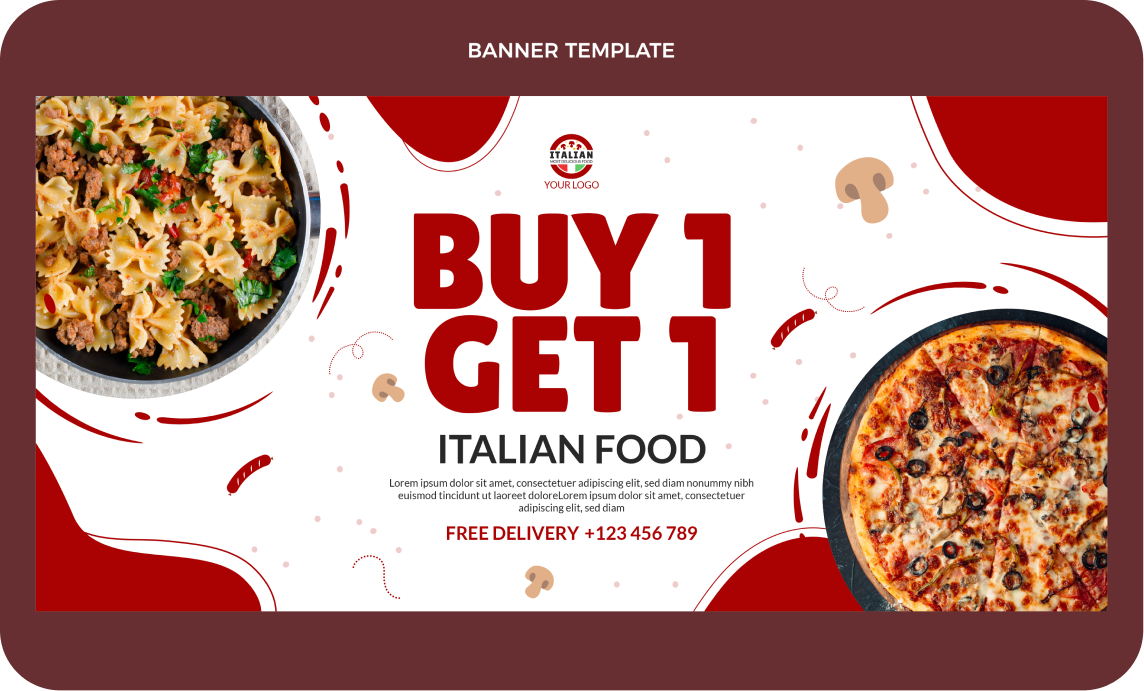 BANNER TEMPLATE
ITALIAN
MOST DELICIOUS FOOD
YOUR LOGO
BUY 1
GET 1
ITALIAN FOOD
Lorem ipsum dolor sit amet, consectetuer adipiscing elit, sed diam nonummy nibh
euismod tincidunt ut laoreet doloreLorem ipsum dolor sit amet, consectetuer
adipiscing elit, sed diam
FREE DELIVERY +123 456 789